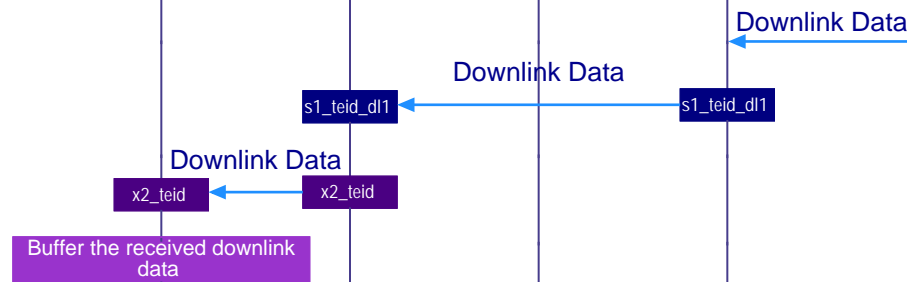 Downlink Data
Downlink Data
s1_teid_dl1
s1_teid_dl1
Downlink Data
x2_teid
x2_teid
Buffer the received downlink
data